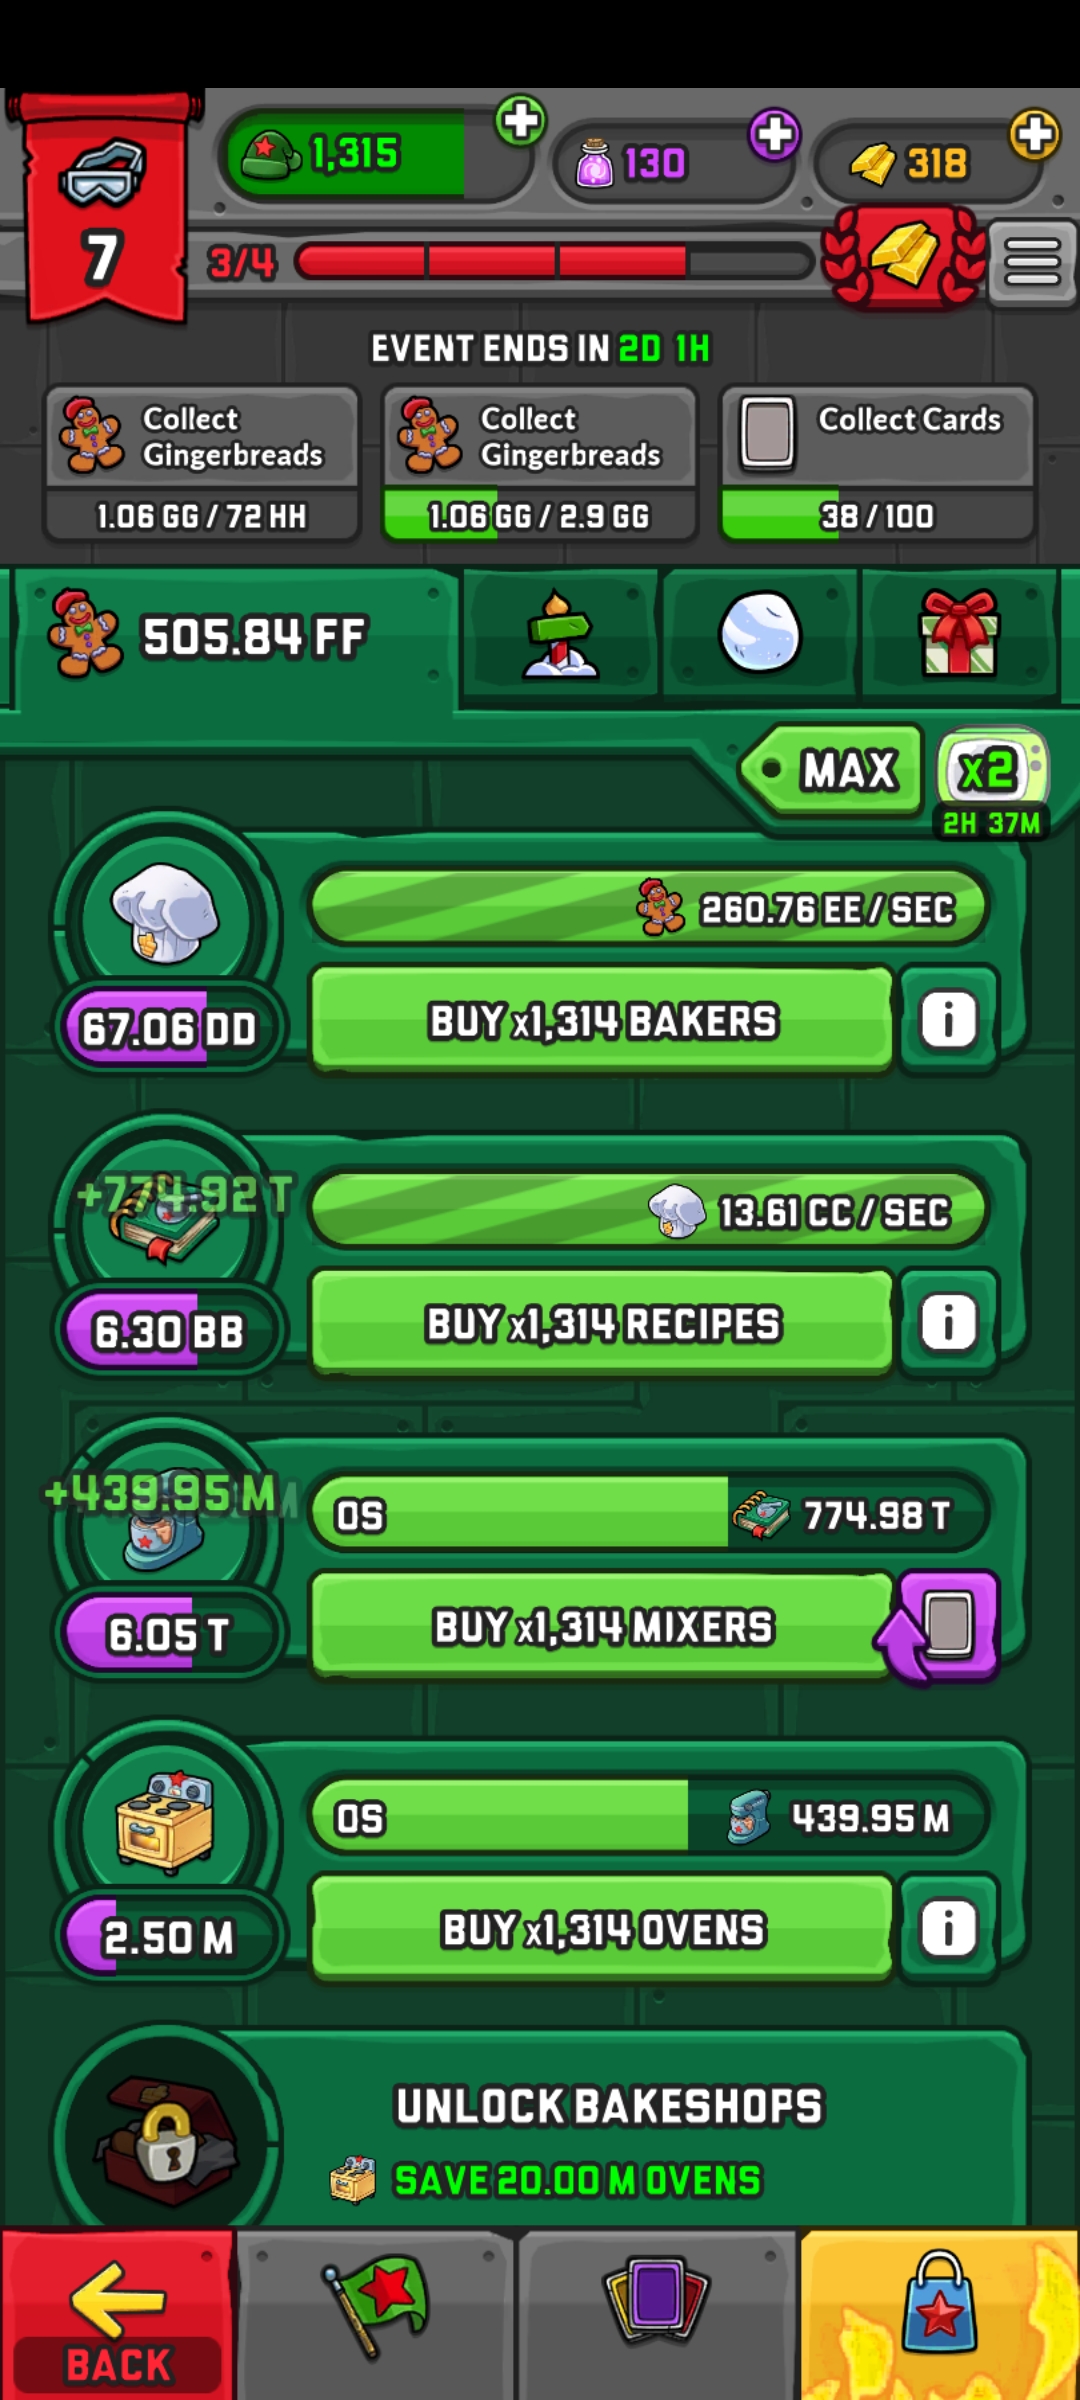 1,315
130
318
7
3/4
EVENT ENDS IN 2D 1H
Collect
Gingerbreads
1.06 GG / 72 HH
Collect
Gingerbreads
1.06 GG / 2.9 GG
Collect Cards
38 / 100
505.84 FF
MAX
x2
2H 37M
260.76 EE / SEC
67.06 DD
BUY x1,314 BAKERS
i
+774.92 T
13.61 CC / SEC
6.30 BB
BUY x1,314 RECIPES
i
+439.95 M
0S
774.98 T
6.05 T
BUY x1,314 MIXERS
0S
439.95 M
2.50 M
BUY x1,314 OVENS
i
UNLOCK BAKESHOPS
SAVE 20.00 M OVENS
BACK